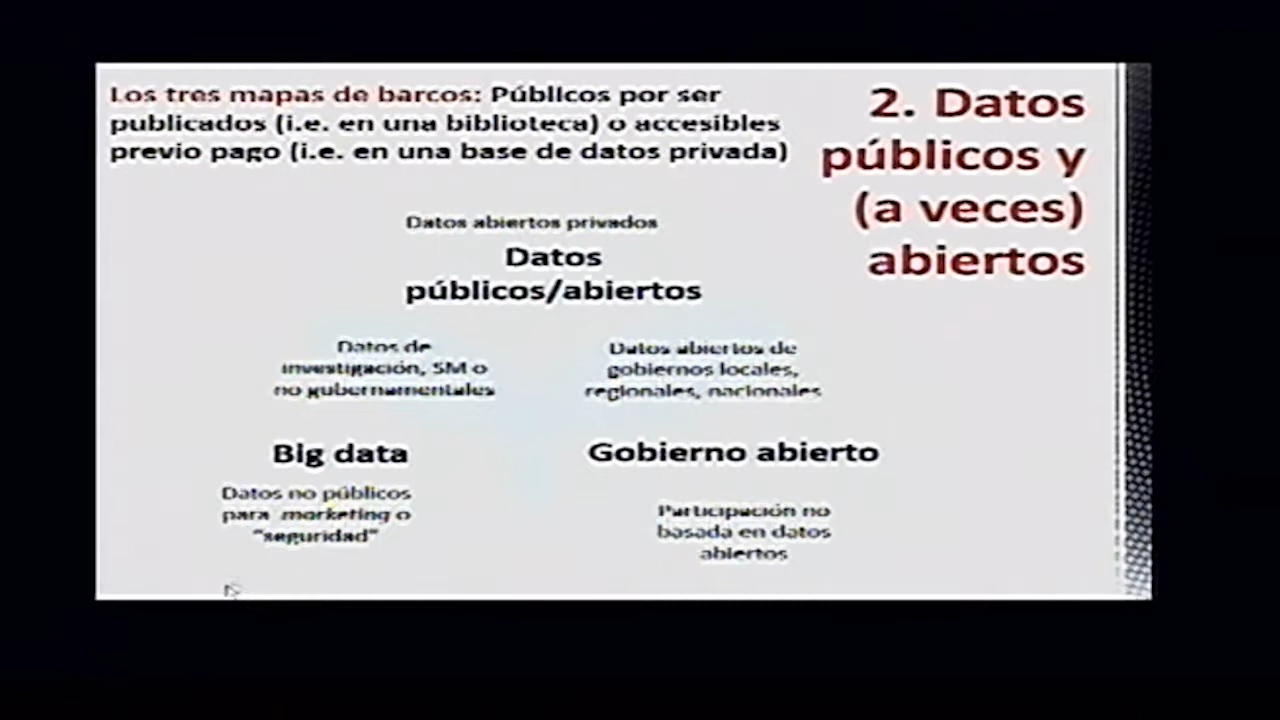 Los tres mapas de barcos: Públicos por ser
publicados (i.e. en una biblioteca) o accesibles
previo pago (i.e. en una base de datos privada)
2. Datos
públicos y
(a veces)
abiertos
Datos abiertos privados
Datos
públicos/abiertos
Datos de
investigación, SM o
no gubernamentales
Datos abiertos de
gobiernos locales,
regionales, nacionales
Big data
Gobierno abierto
Datos no públicos
para marketing o
"seguridad"
Participación no
basada en datos
abiertos